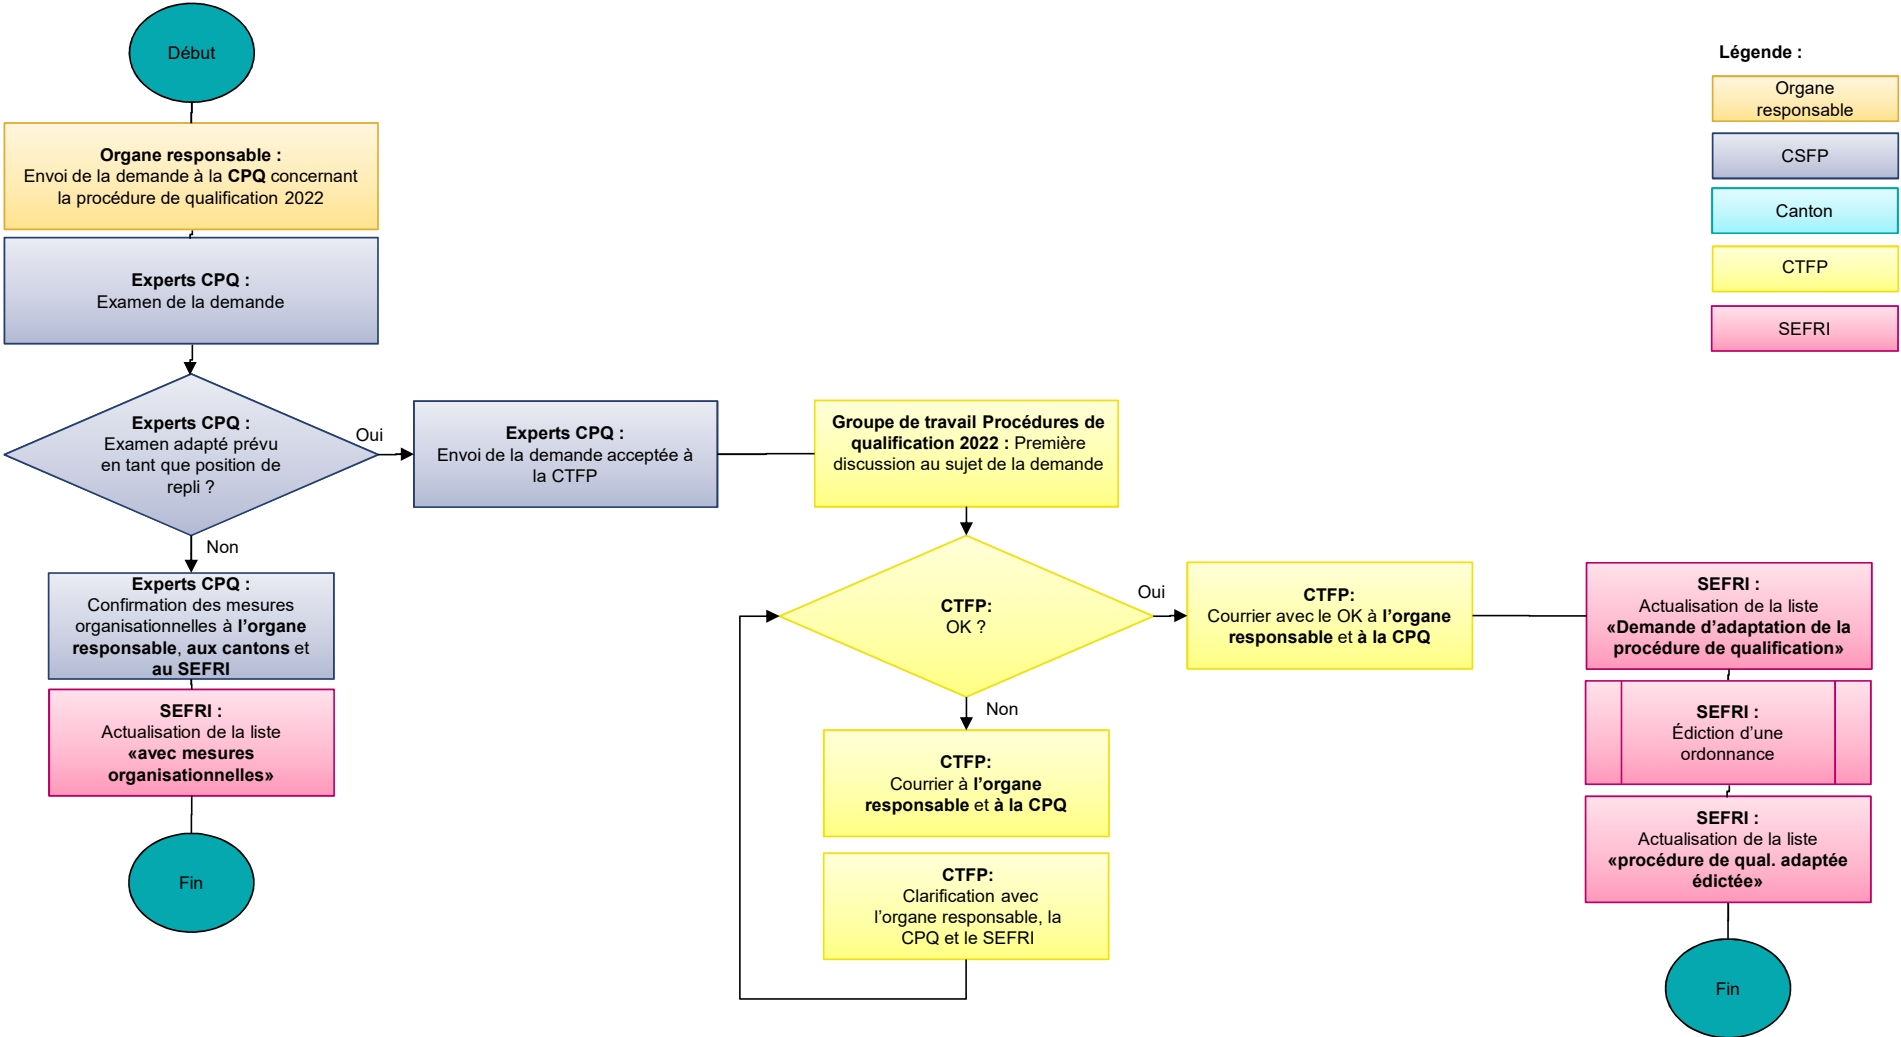 Début
Organe responsable :
Envoi de la demande à la CPQ concernant
la procédure de qualification 2022
Experts CPQ :
Examen de la demande
Experts CPQ :
Examen adapté prévu
en tant que position de
repli ?
Oui
Non
Experts CPQ :
Confirmation des mesures
organisationnelles à l’organe
responsable, aux cantons et
au SEFRI
SEFRI :
Actualisation de la liste
«avec mesures
organisationnelles»
Fin
Experts CPQ :
Envoi de la demande acceptée à
la CTFP
Groupe de travail Procédures de
qualification 2022 : Première
discussion au sujet de la demande
CTFP:
OK ?
Oui
Non
CTFP:
Courrier à l’organe
responsable et à la CPQ
CTFP:
Clarification avec
l’organe responsable, la
CPQ et le SEFRI
CTFP:
Courrier avec le OK à l’organe
responsable et à la CPQ
SEFRI :
Actualisation de la liste
«Demande d’adaptation de la
procédure de qualification»
SEFRI :
Édiction d’une
ordonnance
SEFRI :
Actualisation de la liste
«procédure de qual. adaptée
édictée»
Fin
Légende :
Organe
responsable
CSFP
Canton
CTFP
SEFRI